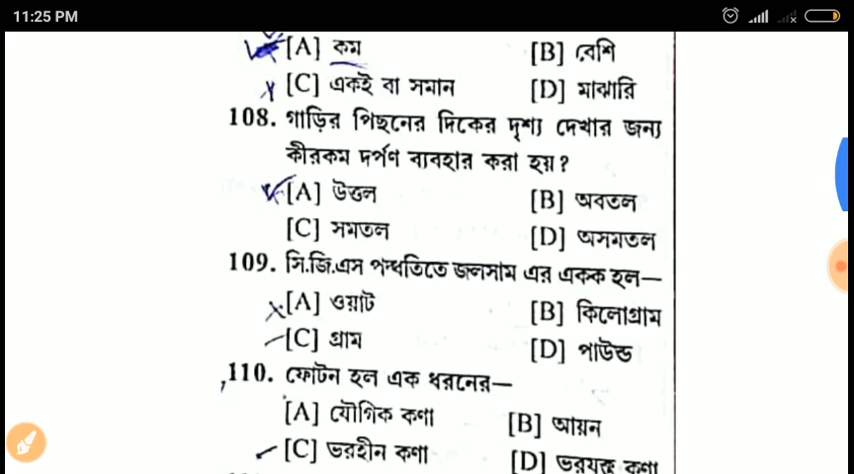 11:25 PM
[A] কম [B] বেশি
[C] একই বা সমান [D] মাঝারি
108. গাড়ির পিছনের দিকের দৃশ্য দেখার জন্য
কীরকম দর্পণ ব্যবহার করা হয়?
[A] উত্তল [B] অবতল
[C] সমতল [D] অসমতল
109. সি.জি.এস পদ্ধতিতে জলসাম এর একক হল—
[A] ওয়াট [B] কিলোগ্রাম
[C] গ্রাম [D] পাউন্ড
110. ফোটন হল এক ধরনের—
[A] যৌগিক কণা [B] আয়ন
[C] ভরহীন কণা [D] ভরযুক্ত কণা